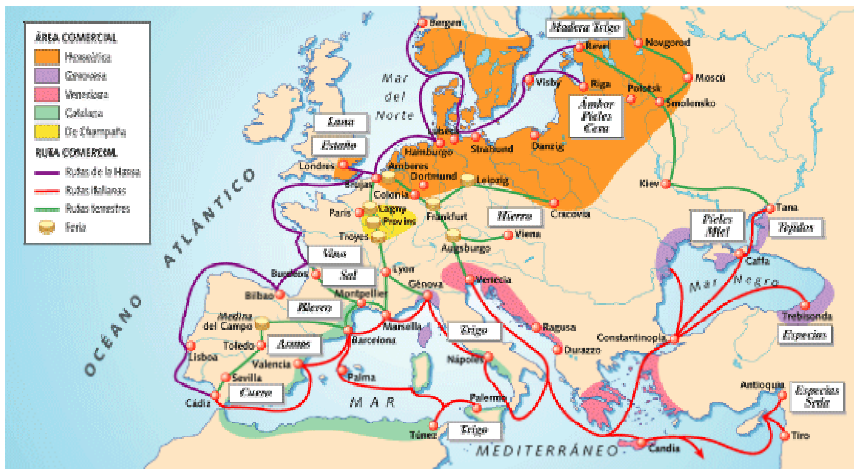 ÁREA COMERCIAL
Hanseática
Genovesa
Veneciana
Catalana
De Champaña
RUTA COMERCIAL
Rutas de la Hansa
Rutas italianas
Rutas terrestres
Feria
OCÉANO ATLÁNTICO
Mar
del
Norte
MAR
MEDITERRÁNEO
Mar Negro
Bergen
Madera Trigo
Revel
Novgorod
Visby
Riga
Polotsk
Moscú
Smolensko
Ámbar
Pieles
Cera
Lana
Estaño
Londres
Lübeck
Hamburgo
Stralsund
Danzig
Brujas
Amberes
Dortmund
Leipzig
Colonia
Kiev
París
Lagny
Provins
Frankfurt
Cracovia
Hierro
Troyes
Augsburgo
Viena
Tana
Pieles
Miel
Tejidos
Caffa
Vino
Sal
Burdeos
Lyon
Génova
Venecia
Bilbao
Montpellier
Hierro
Marsella
Medina
del Campo
Toledo
Armas
Barcelona
Trigo
Ragusa
Durazzo
Constantinopla
Trebisonda
Especias
Lisboa
Valencia
Nápoles
Sevilla
Cuero
Palma
Cádiz
Palermo
Trigo
Túnez
Candía
Antioquía
Especias
Seda
Tiro